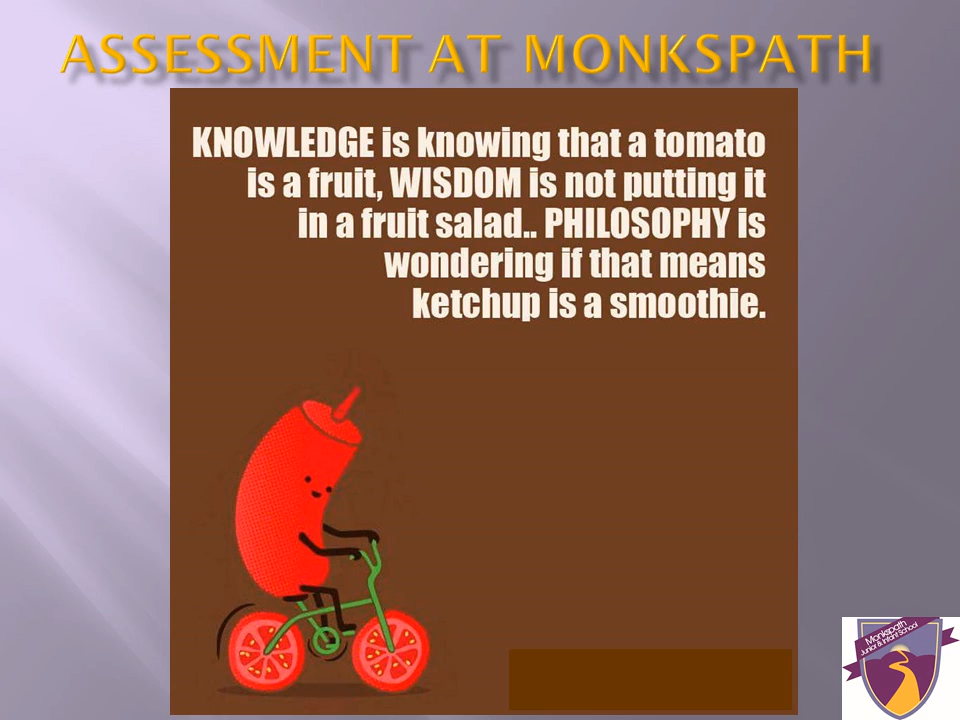 ASSESSMENT AT MONKSPATH
KNOWLEDGE is knowing that a tomato
is a fruit, WISDOM is not putting it
in a fruit salad.. PHILOSOPHY is
wondering if that means
ketchup is a smoothie.
Monkspath
Junior & Infant School